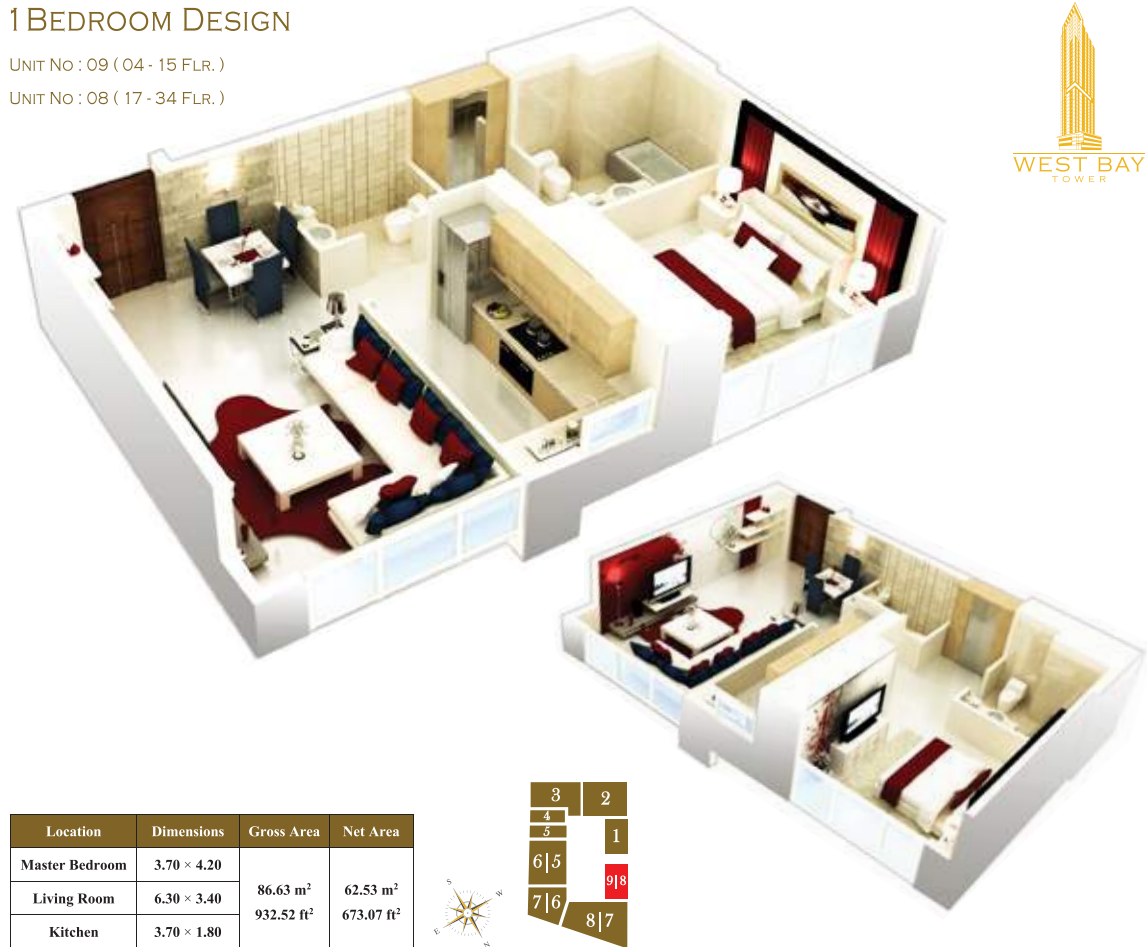 1 BEDROOM DESIGN
UNIT NO : 09 ( 04 - 15 FLR. )
UNIT NO : 08 ( 17 - 34 FLR. )
WEST BAY
TOWER
Location Dimensions Gross Area Net Area
Master Bedroom 3.70 × 4.20
Living Room 6.30 × 3.40
Kitchen 3.70 × 1.80
86.63 m² 62.53 m²
932.52 ft² 673.07 ft²
S
W
E
N
3
2
4
5
1
6|5
9|8
7|6
8|7